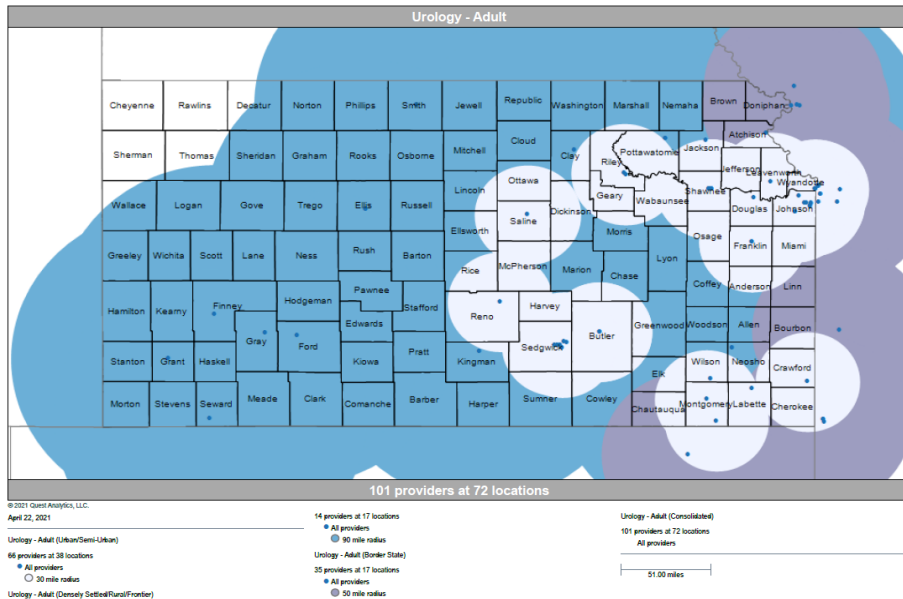 Urology - Adult
Cheyenne Rawlins Decatur Norton Phillips Smith Jewell Republic Washington Marshall Nemaha Brown Doniphan
Atchison
Sherman Thomas Sheridan Graham Rooks Osborne Mitchell Cloud Clay Riley Pottawatomie Jackson Jefferson Leavenworth
Wyandotte
Wallace Logan Gove Trego Ellis Russell Lincoln Ottawa Geary Wabaunsee Shawnee Douglas Johnson
Ellsworth Saline Dickinson Morris Osage Franklin Miami
Greeley Wichita Scott Lane Ness Rush Barton Rice McPherson Marion Chase Lyon Coffey Anderson Linn
Hamilton Kearny Finney Hodgeman Pawnee Stafford Reno Harvey
Gray Ford Edwards Sedgwick Butler Greenwood Woodson Allen Bourbon
Stanton Grant Haskell Kiowa Pratt Kingman Elk Wilson Neosho Crawford
Morton Stevens Seward Meade Clark Comanche Barber Harper Sumner Cowley Chautauqua Montgomery Labette Cherokee
101 providers at 72 locations
© 2021 Quest Analytics, LLC.
April 22, 2021
Urology - Adult (Urban/Semi-Urban)
66 providers at 38 locations
All providers
30 mile radius
Urology - Adult (Densely Settled/Rural/Frontier)
14 providers at 17 locations
All providers
90 mile radius
Urology - Adult (Border State)
35 providers at 17 locations
All providers
50 mile radius
Urology - Adult (Consolidated)
101 providers at 72 locations
All providers
51.00 miles